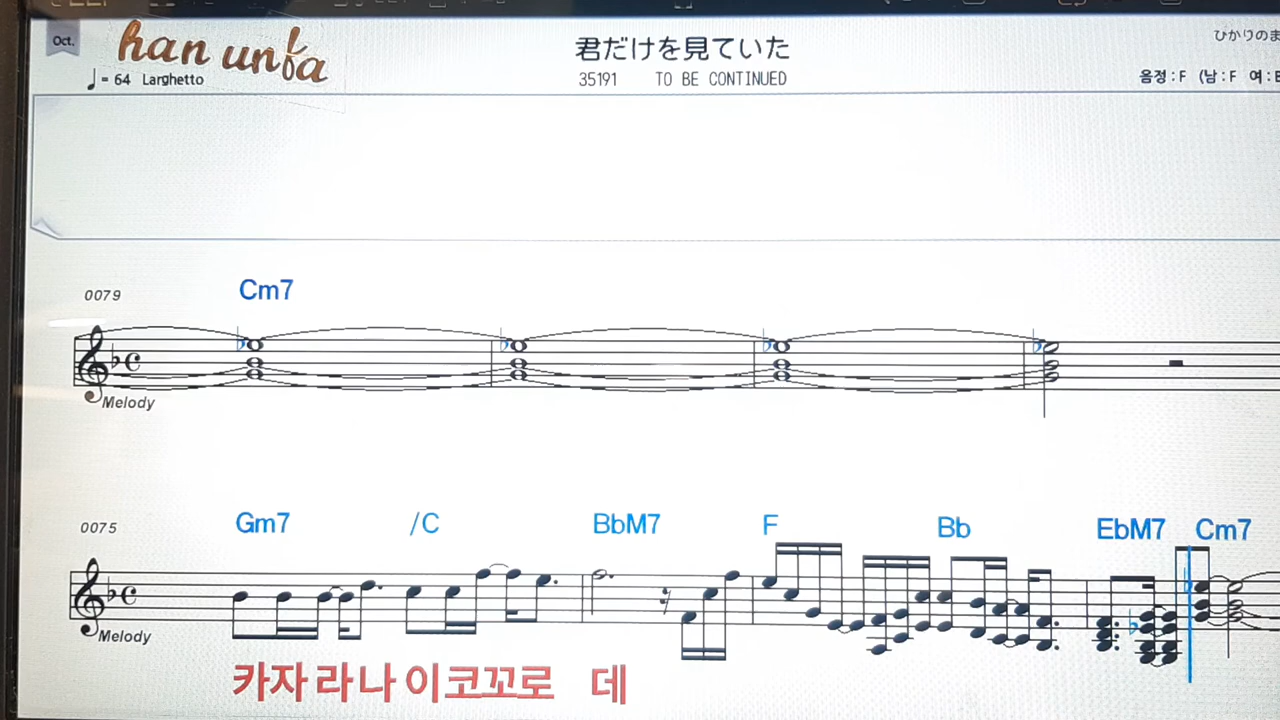 Oct.
han unba
♩= 64 Larghetto
君だけを見ていた
35191 TO BE CONTINUED
ひかりのま
음정:F (남:F 여:
Cm7
0079
Melody
Gm7 /C BbM7 F Bb EbM7 Cm7
0075
Melody
카자라나 이코꼬로 데